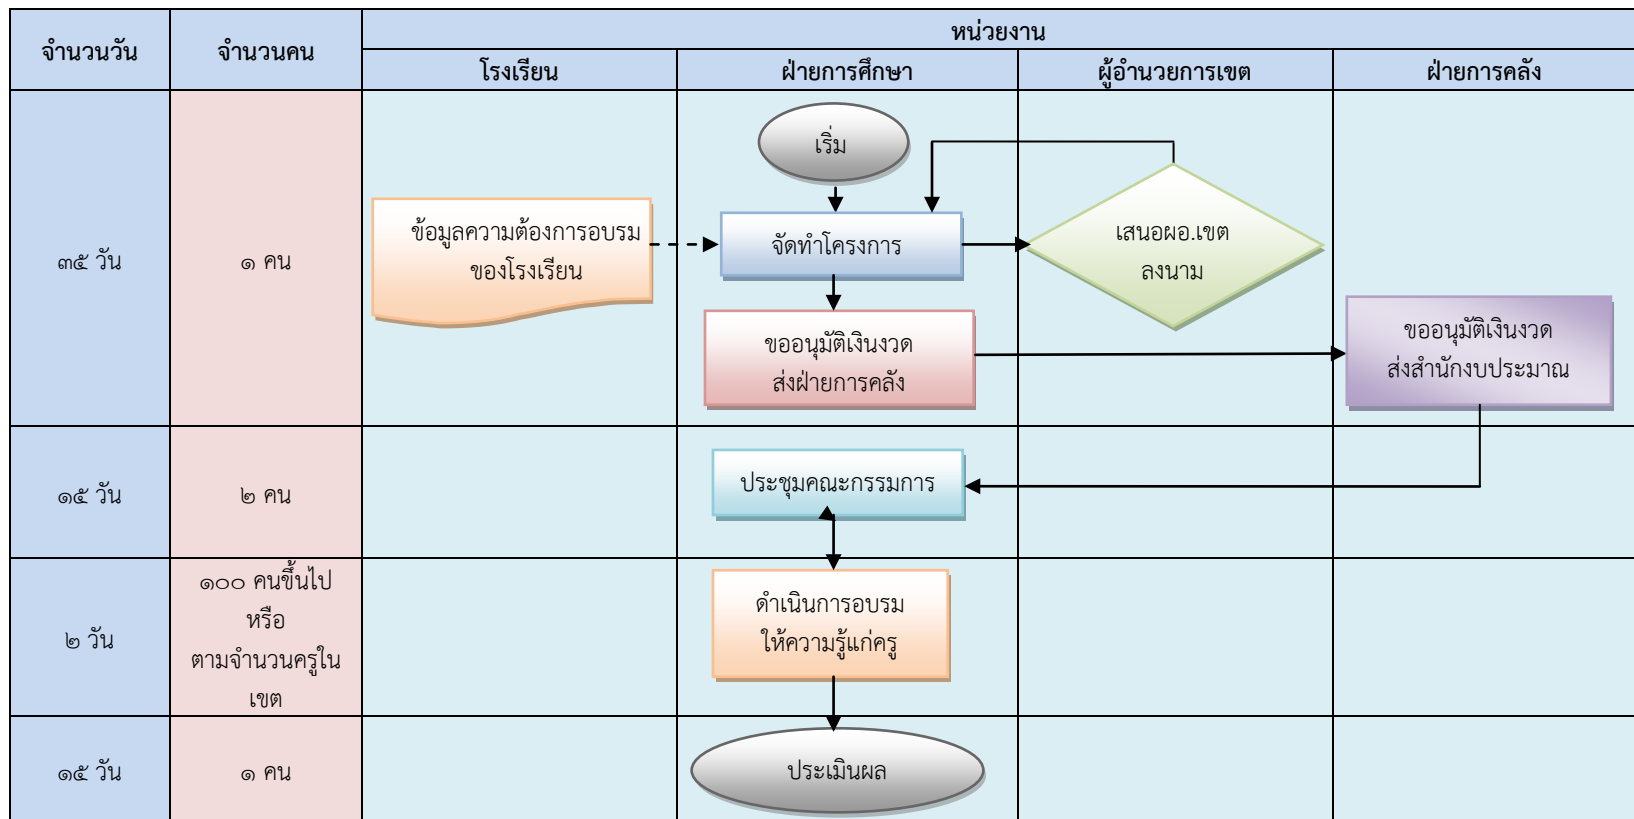 จำนวนวัน
จำนวนคน
หน่วยงาน
โรงเรียน
ฝ่ายการศึกษา
ผู้อำนวยการเขต
ฝ่ายการคลัง
๓๕ วัน
๑ คน
เริ่ม
ข้อมูลความต้องการอบรม
ของโรงเรียน
จัดทำโครงการ
เสนอผอ.เขต
ลงนาม
ขออนุมัติเงินงวด
ส่งฝ่ายการคลัง
ขออนุมัติเงินงวด
ส่งสำนักงบประมาณ
๑๕ วัน
๒ คน
ประชุมคณะกรรมการ
๒ วัน
๑๐๐ คนขึ้นไป
หรือ
ตามจำนวนครูใน
เขต
ดำเนินการอบรม
ให้ความรู้แก่ครู
๑๕ วัน
๑ คน
ประเมินผล